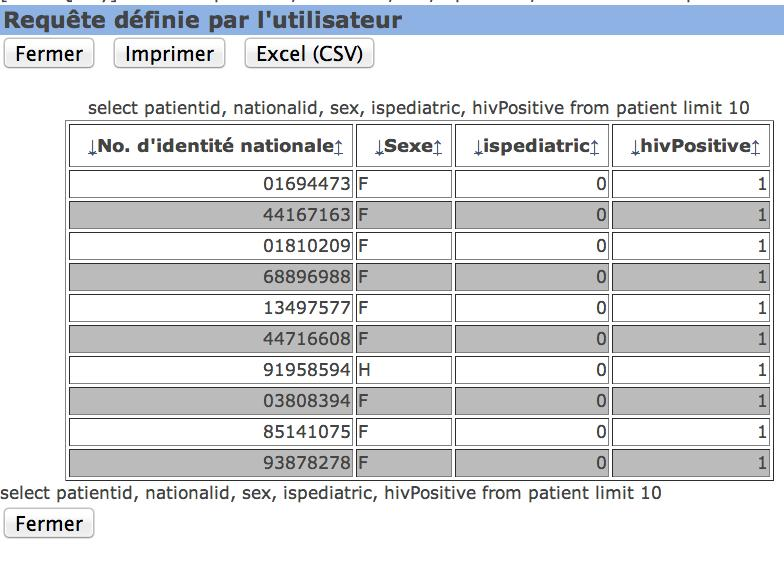 Requête définie par l'utilisateur
Fermer Imprimer Excel (CSV)
select patientid, nationalid, sex, ispediatric, hivPositive from patient limit 10
↓No. d'identité nationale↕ ↓Sexe↕ ↓ispediatric↕ ↓hivPositive↕
01694473 F 0 1
44167163 F 0 1
01810209 F 0 1
68896988 F 0 1
13497577 F 0 1
44716608 F 0 1
91958594 H 0 1
03808394 F 0 1
85141075 F 0 1
93878278 F 0 1
select patientid, nationalid, sex, ispediatric, hivPositive from patient limit 10
Fermer